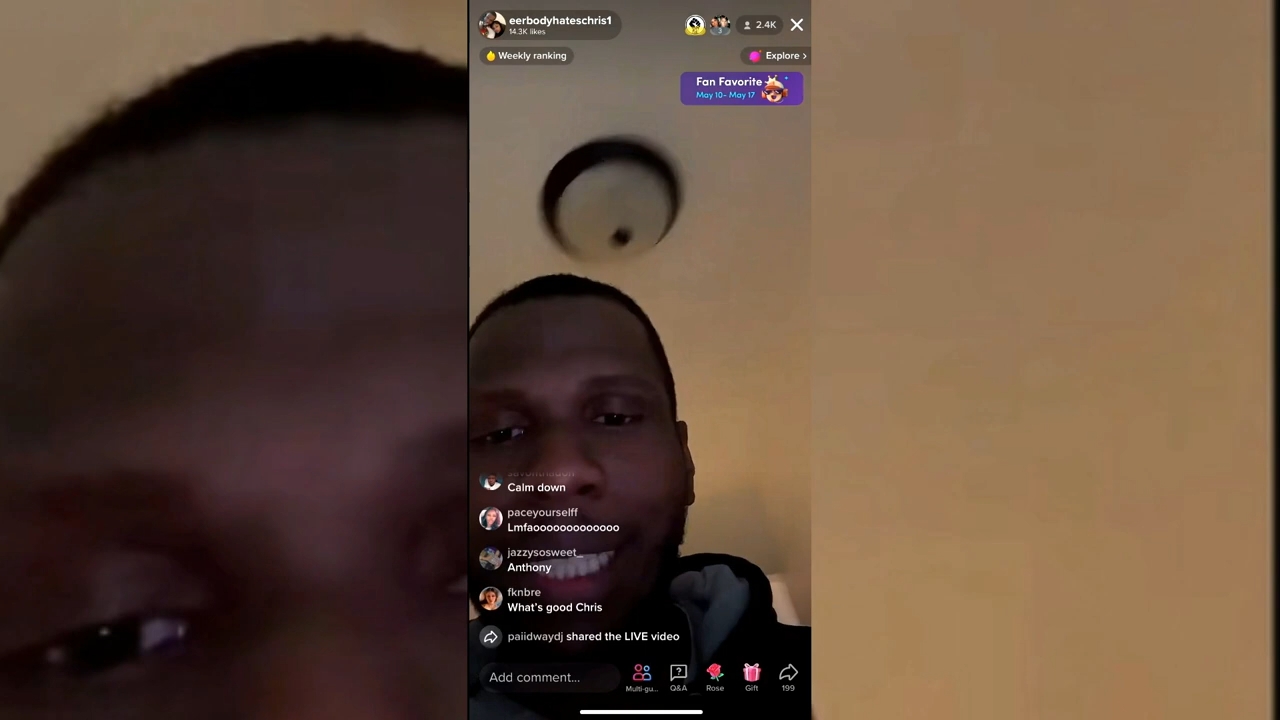 eerbodyhateschris1
14.3K likes
2.4K
Weekly ranking
Explore ›
Fan Favorite
May 10- May 17
Calm down
paceyourselff
Lmfaooooooooooooo
jazzysosweet_
Anthony
fknbre
What's good Chris
paiidwaydj shared the LIVE video
Add comment...
Multi-gu...
Q&A
Rose
Gift
199